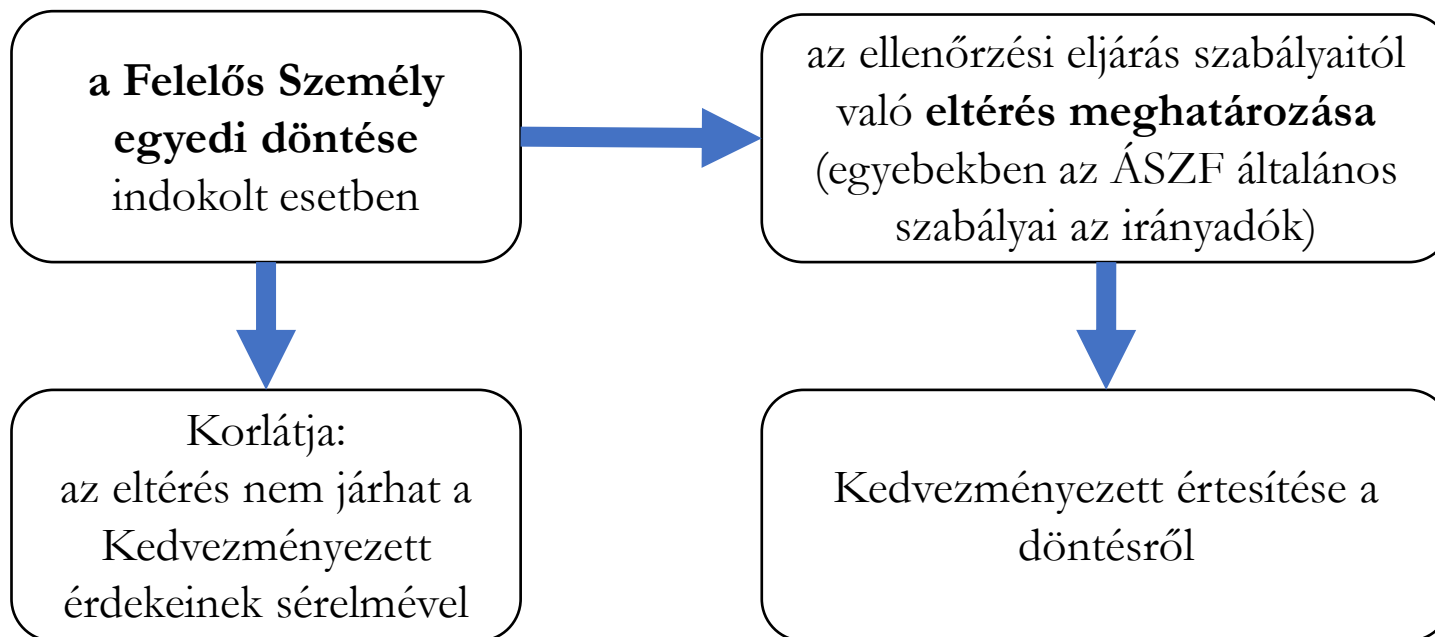 a Felelős Személy
egyedi döntése
indokolt esetben
az ellenőrzési eljárás szabályaitól
való eltérés meghatározása
(egyebekben az ÁSZF általános
szabályai az irányadók)
Korlátja:
az eltérés nem járhat a
Kedvezményezett
érdekeinek sérelmével
Kedvezményezett értesítése a
döntésről